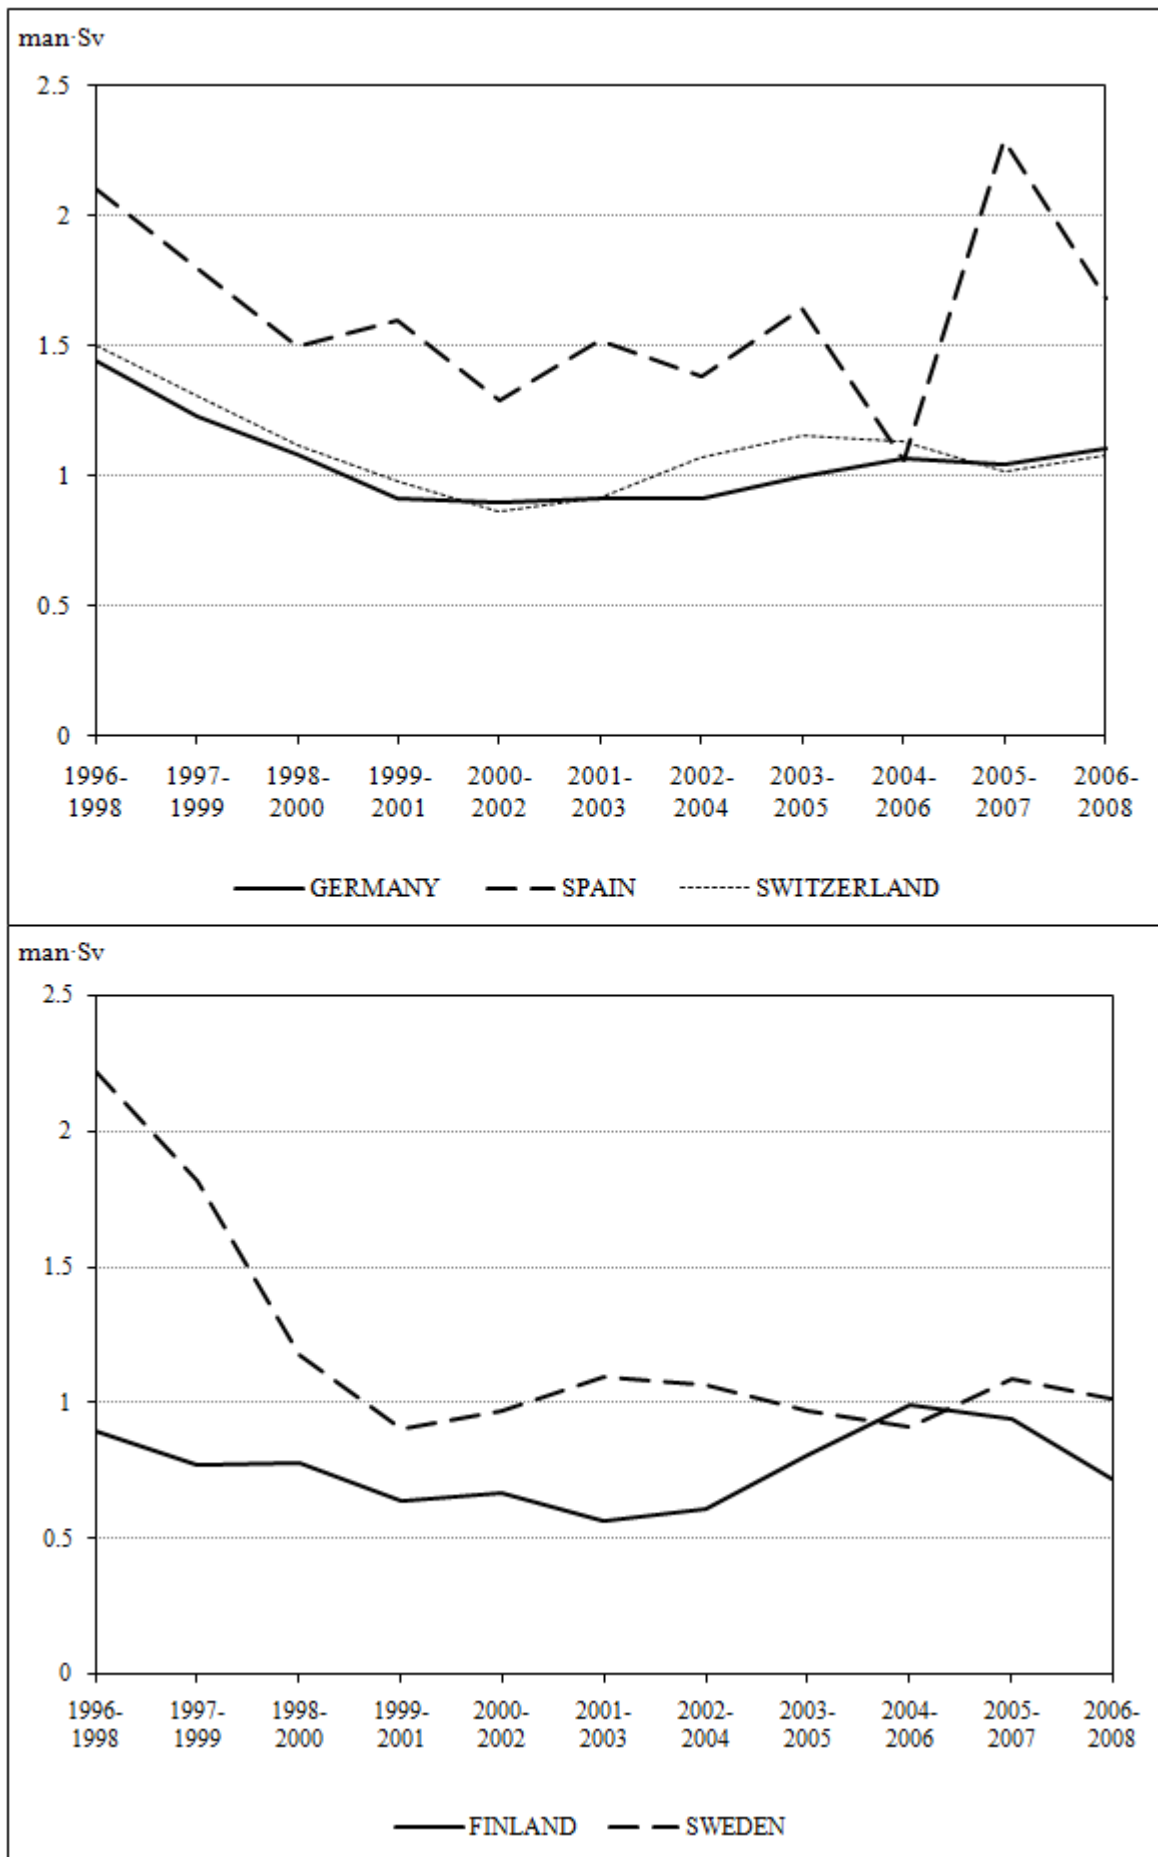 man·Sv
2.5
2
1.5
1
0.5
0
1996- 1997- 1998- 1999- 2000- 2001- 2002- 2003- 2004- 2005- 2006-
1998 1999 2000 2001 2002 2003 2004 2005 2006 2007 2008
GERMANY SPAIN SWITZERLAND
man·Sv
2.5
2
1.5
1
0.5
0
1996- 1997- 1998- 1999- 2000- 2001- 2002- 2003- 2004- 2005- 2006-
1998 1999 2000 2001 2002 2003 2004 2005 2006 2007 2008
FINLAND SWEDEN